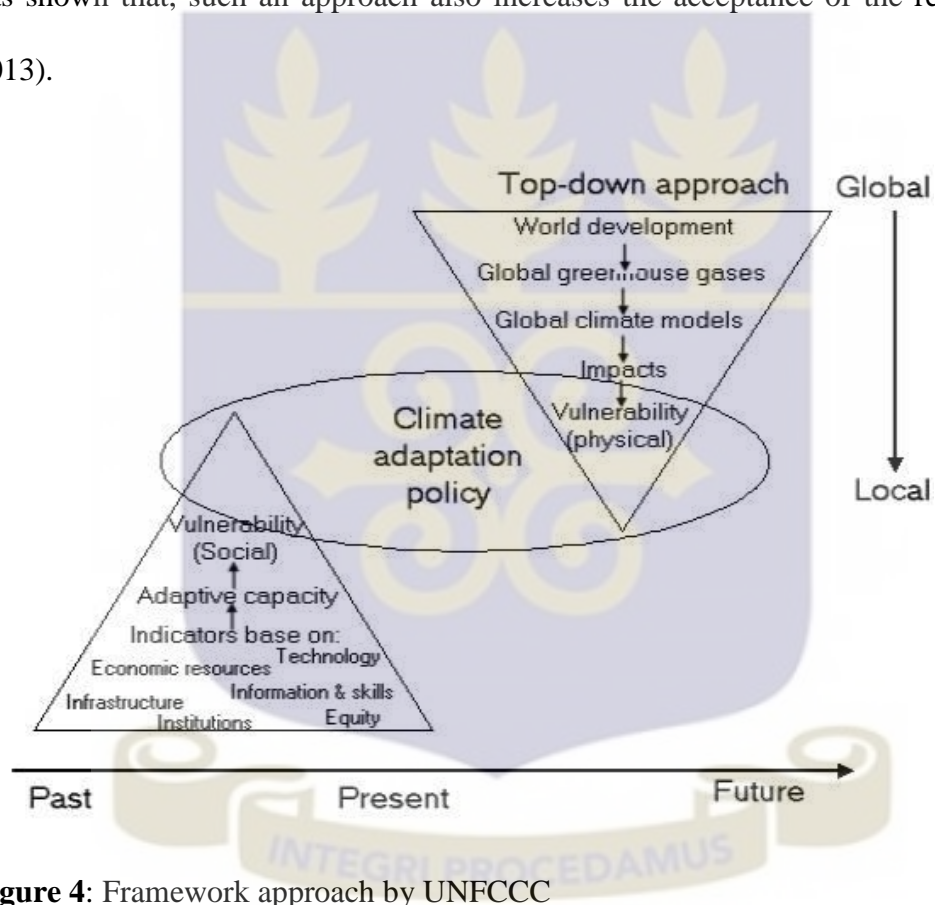 shown that, such an approach also increases the acceptance of the
013).
Top-down approach
Global
World development
Global greenhouse gases
Global climate models
Impacts
Vulnerability
(physical)
Local
Climate
adaptation
policy
Vulnerability
(Social)
Adaptive capacity
Indicators base on:
Technology
Economic resources
Information & skills
Infrastructure
Equity
Institutions
Past
Present
Future
INTEGRI PROCEDAMUS
gure 4: Framework approach by UNFCCC